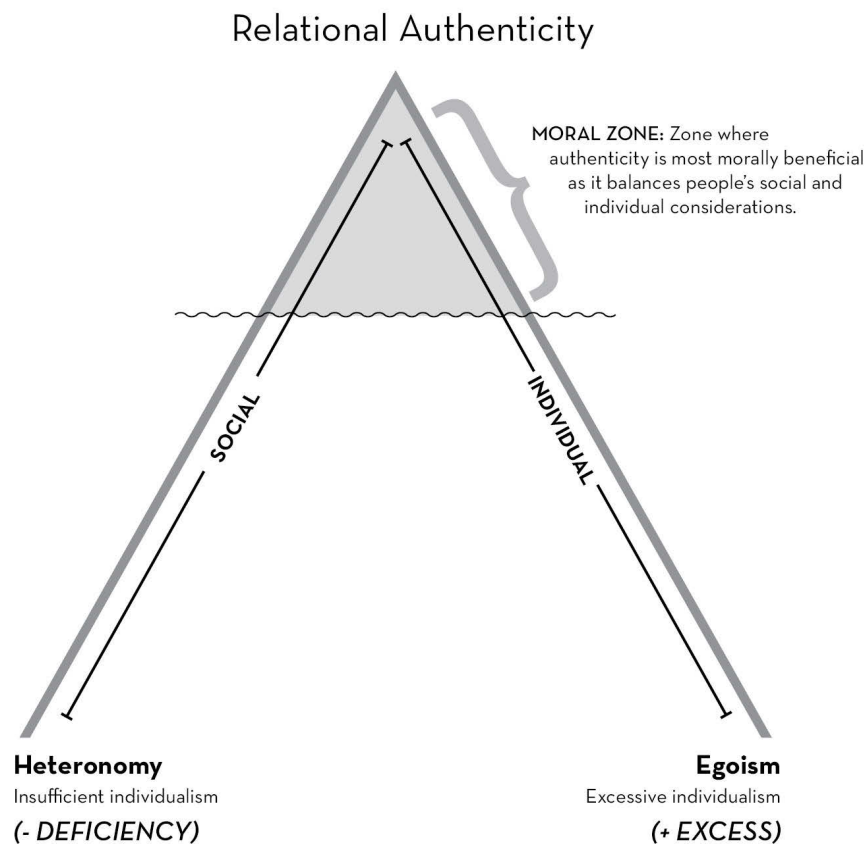 Relational Authenticity
MORAL ZONE: Zone where
authenticity is most morally beneficial
as it balances people's social and
individual considerations.
SOCIAL
INDIVIDUAL
Heteronomy
Insufficient individualism
(- DEFICIENCY)
Egoism
Excessive individualism
(+ EXCESS)